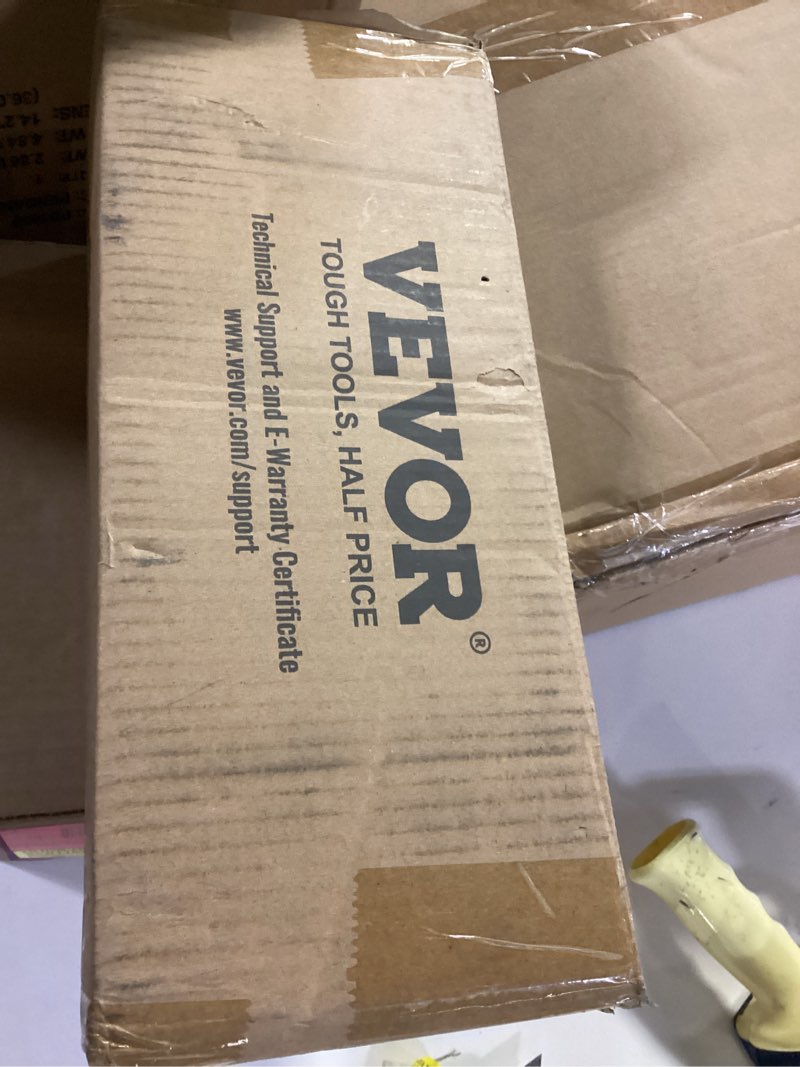 VEVOR®
TOUGH TOOLS, HALF PRICE
Technical Support and E-Warranty Certificate
www.vevor.com/support